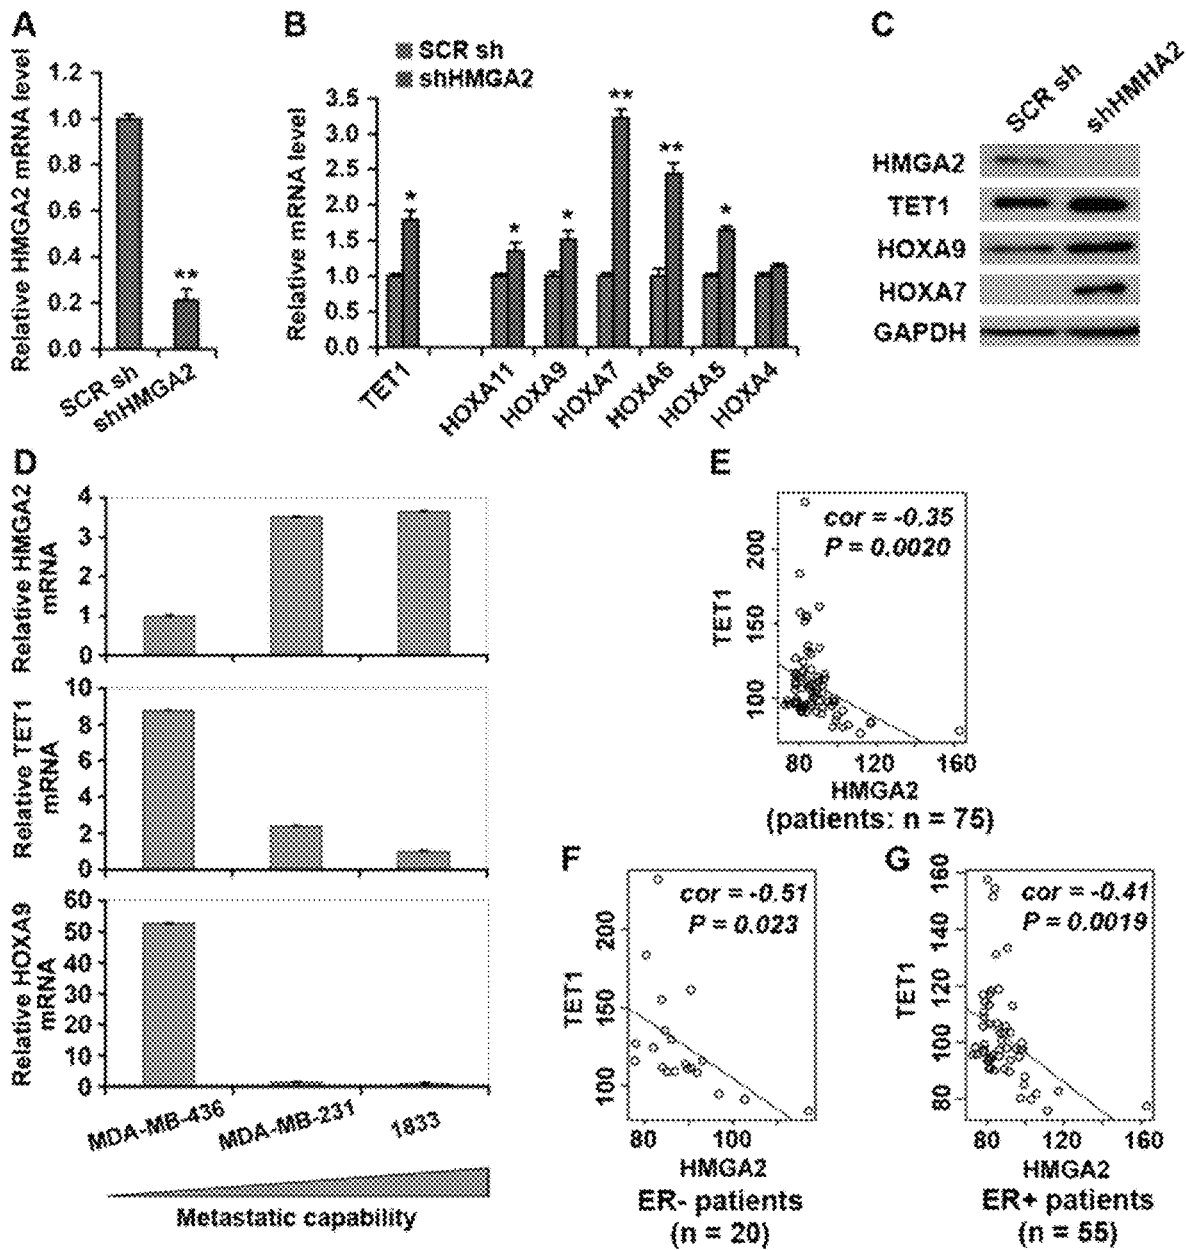 A
Relative HMGA2 mRNA level
1.2
1.0
0.8
0.6
0.4
0.2
0.0
**
SCR sh
shHMGA2
B
SCR sh
shHMGA2
Relative mRNA level
3.5
3.0
2.5
2.0
1.5
1.0
0.5
0.0
*
*
*
**
**
*
TET1
HOXA11
HOXA9
HOXA7
HOXA6
HOXA5
HOXA4
C
SCR sh
shHMHA2
HMGA2
TET1
HOXA9
HOXA7
GAPDH
D
Relative HMGA2
mRNA
4
3
2
1
0
Relative TET1
mRNA
10
8
6
4
2
0
Relative HOXA9
mRNA
60
50
40
30
20
10
0
MDA-MB-436
MDA-MB-231
1833
Metastatic capability
E
cor = -0.35
P = 0.0020
TET1
200
150
100
80
120
160
HMGA2
(patients: n = 75)
F
cor = -0.51
P = 0.023
TET1
200
150
100
80
100
HMGA2
ER- patients
(n = 20)
G
cor = -0.41
P = 0.0019
TET1
160
140
120
100
80
80
120
160
HMGA2
ER+ patients
(n = 55)